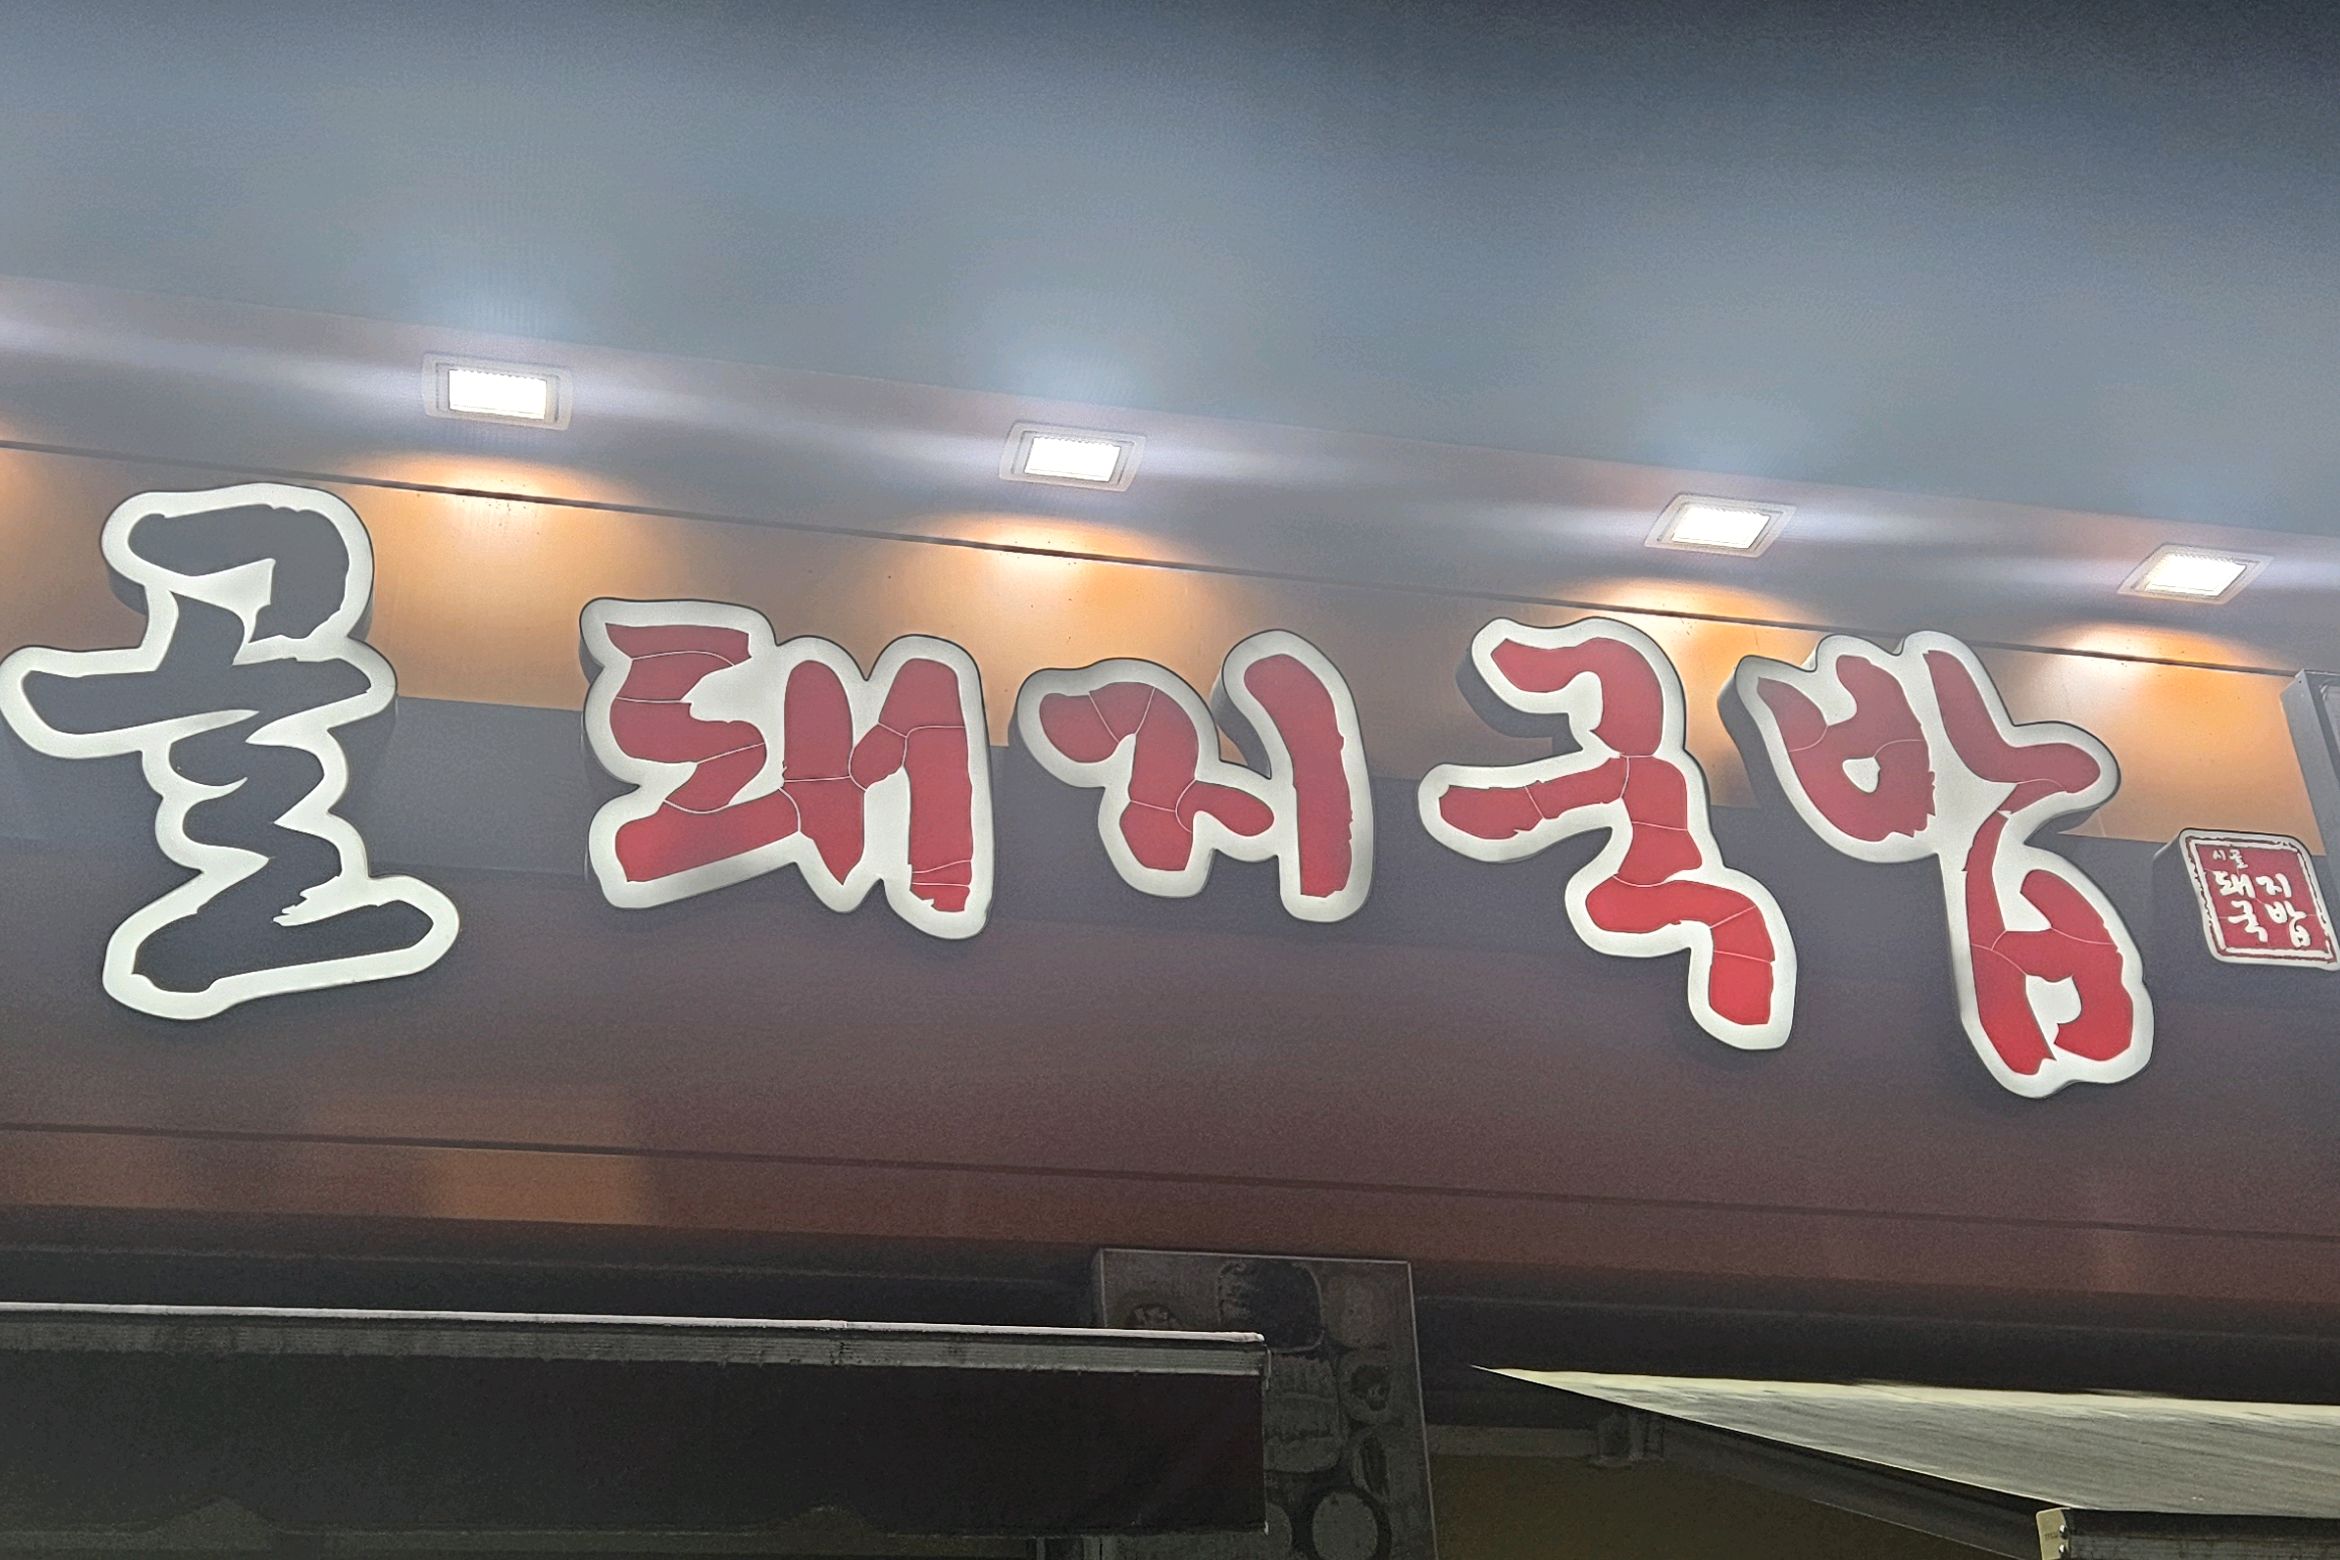 골 돼지국밥
시골
돼지
국밥